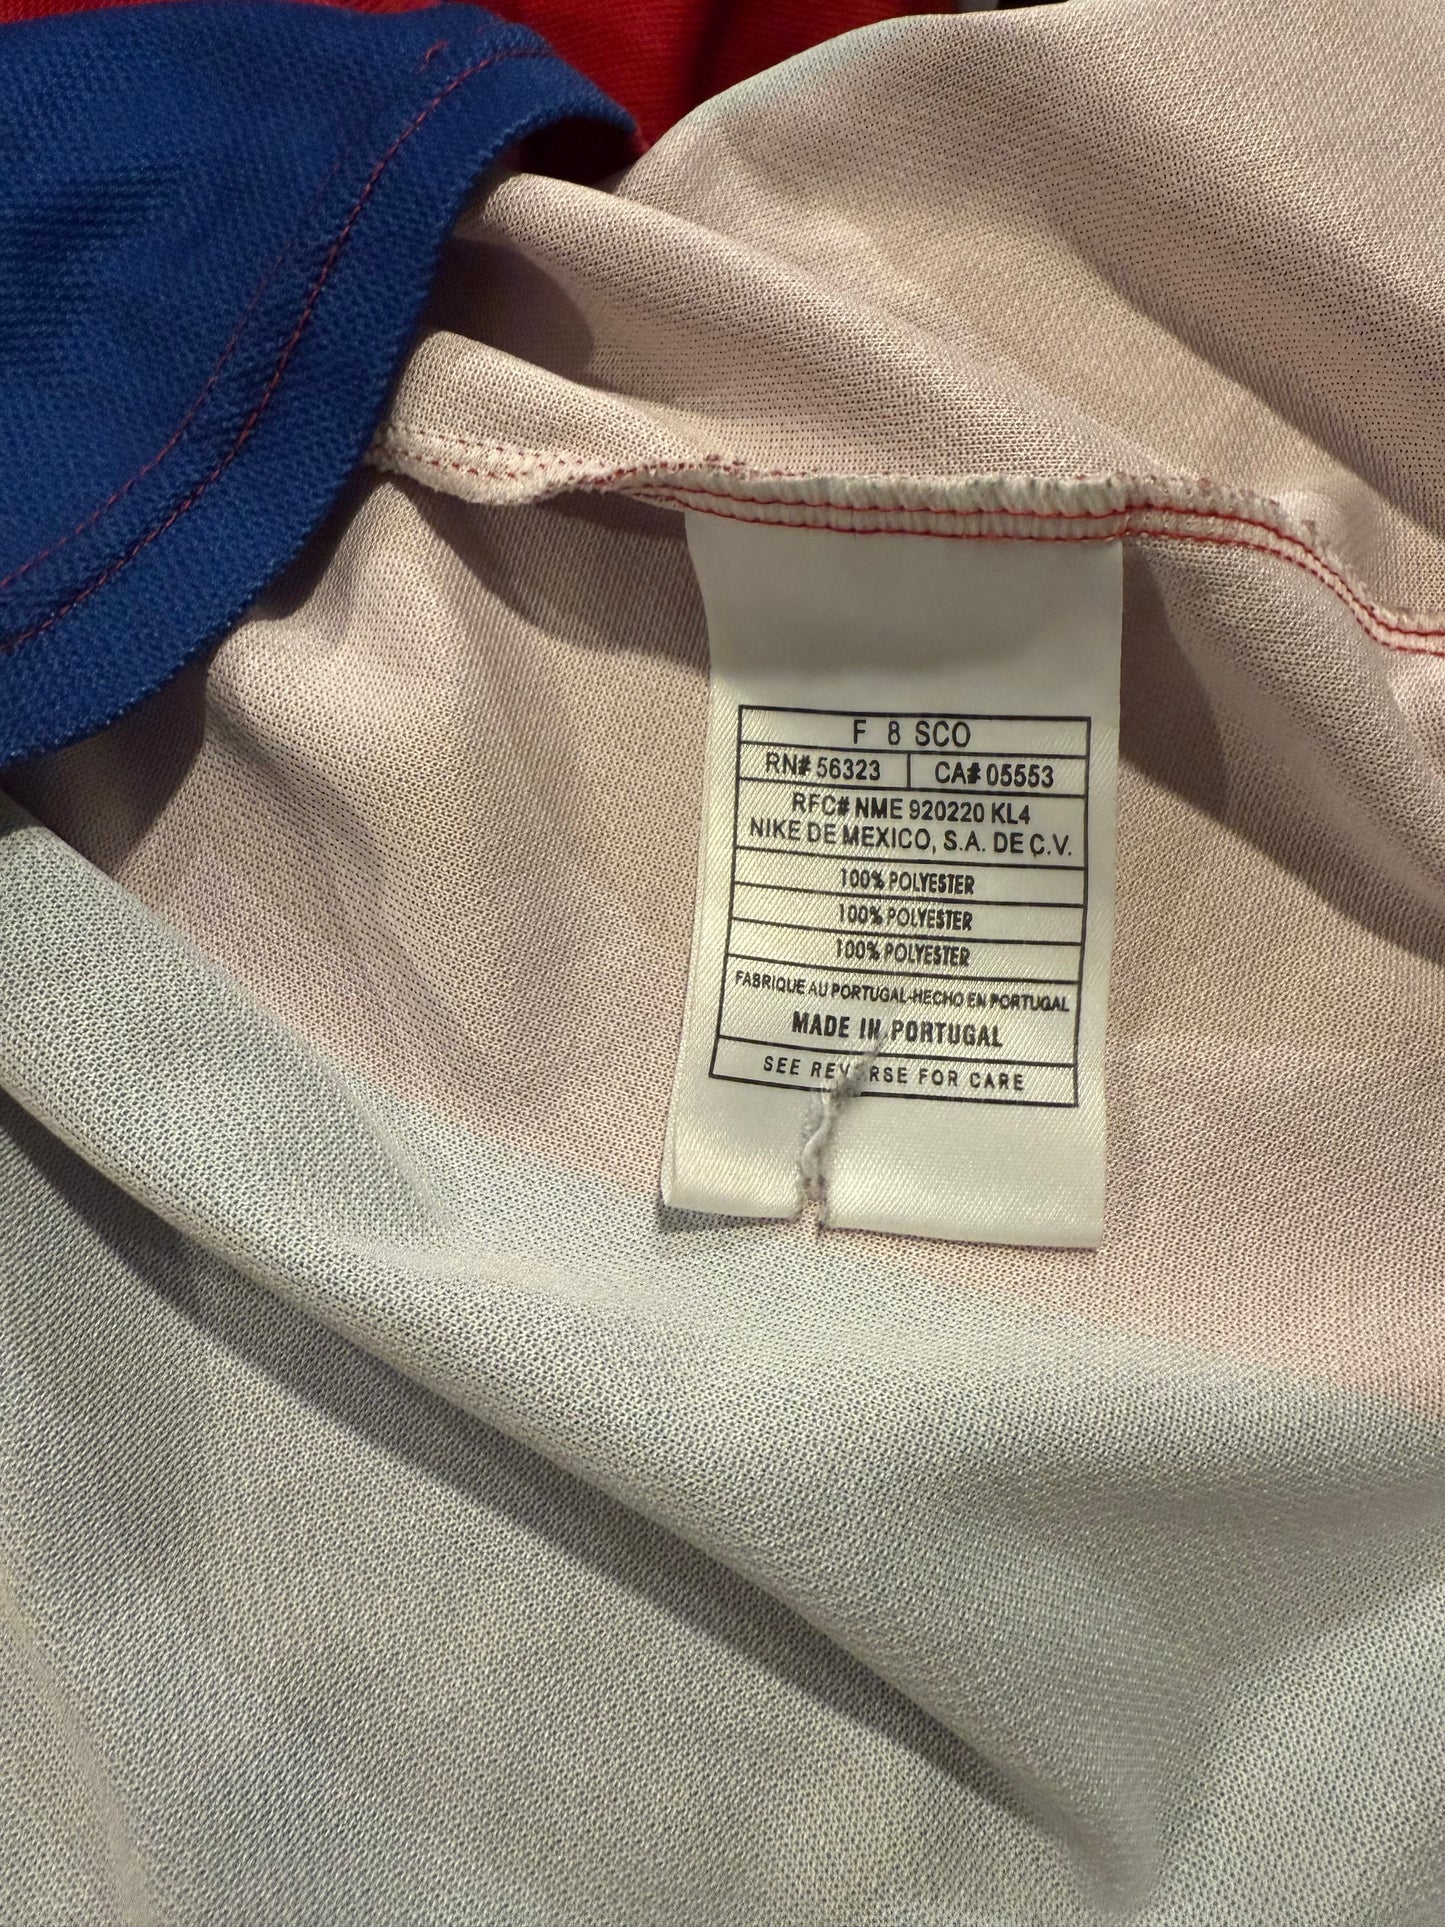 F 8 SCO
RN# 56323 CA# 05553
RFC# NME 920220 KL4
NIKE DE MEXICO, S.A. DE C.V.
100% POLYESTER
100% POLYESTER
100% POLYESTER
FABRIQUE AU PORTUGAL-HECHO EN PORTUGAL
MADE IN PORTUGAL
SEE REVERSE FOR CARE